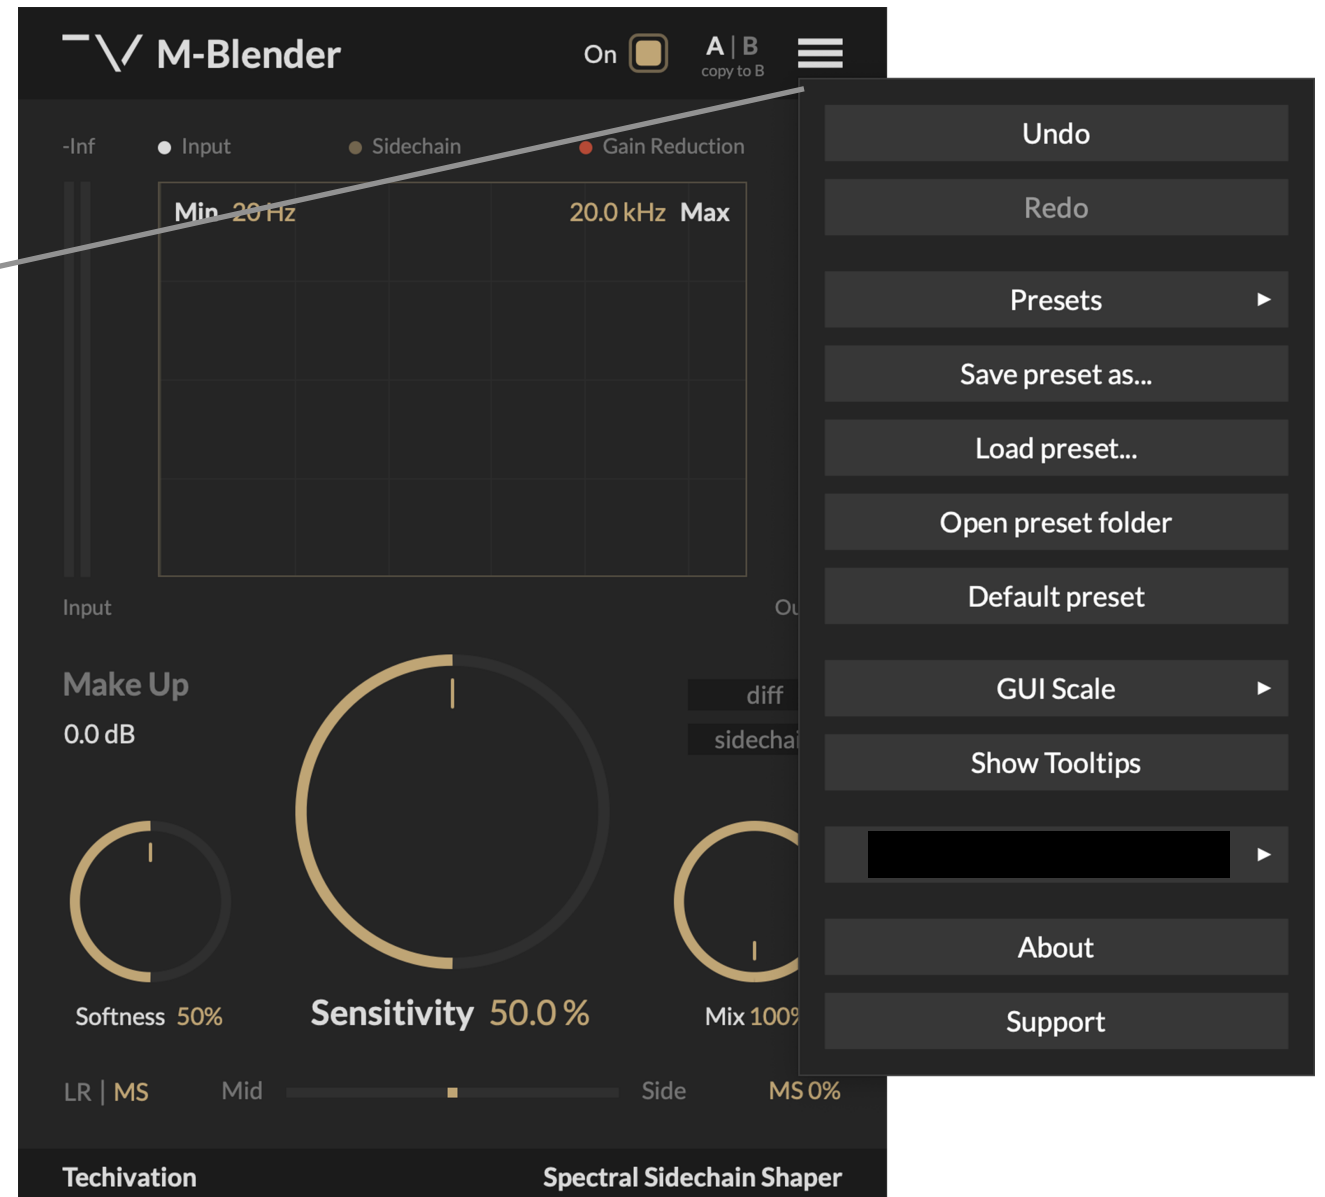 M-Blender
On
A | B
copy to B
-Inf
Input
Sidechain
Gain Reduction
Min 20 Hz
20.0 kHz Max
Input
Make Up
0.0 dB
diff
Softness 50%
Sensitivity 50.0 %
Mix 100%
LR | MS
Mid
Side
MS 0%
Techivation
Spectral Sidechain Shaper
Undo
Redo
Presets
Save preset as...
Load preset...
Open preset folder
Default preset
GUI Scale
Show Tooltips
About
Support